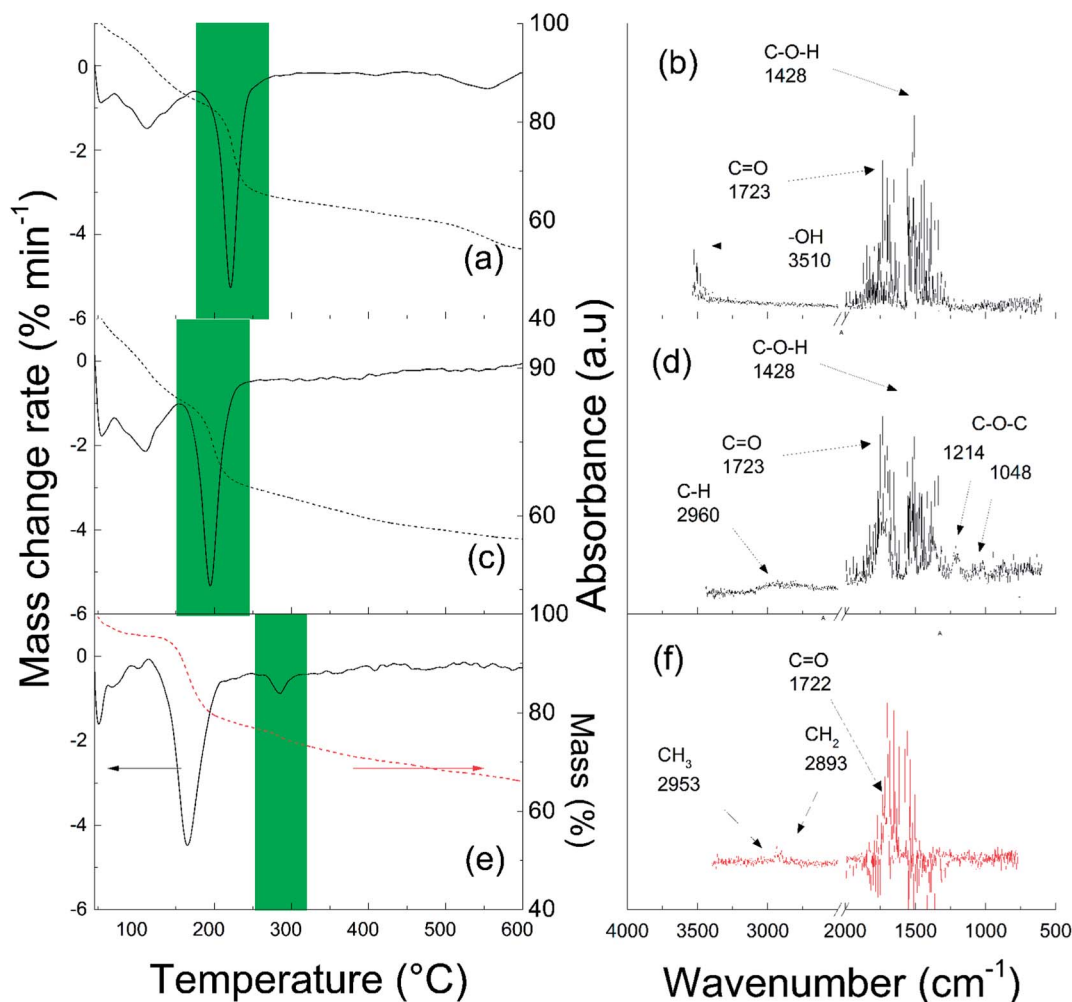 Mass change rate (% min-1)
0
-2
-4
-6
100
80
60
40
(a)
0
-2
-4
-6
90
60
(c)
0
-2
-4
-6
100
80
60
40
Mass (%)
(e)
100 200 300 400 500 600
Temperature (°C)
Absorbance (a.u)
(b)
C-O-H
1428
C=O
1723
-OH
3510
A
(d)
C-O-H
1428
C=O
1723
C-O-C
1214
1048
C-H
2960
A
A
(f)
C=O
1722
CH2
2893
CH3
2953
4000 3500 3000 2000 1500 1000 500
Wavenumber (cm-1)